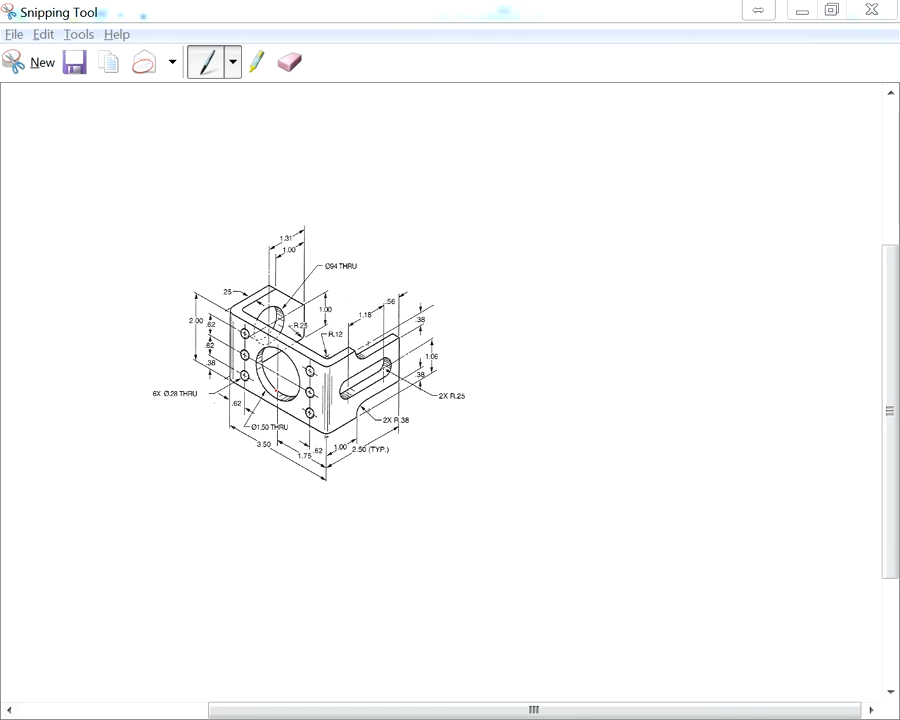 Snipping Tool
File Edit Tools Help
New
1.31
1.00
Ø94 THRU
.25
.56
1.00
1.18
.38
2.00
.62
R.25
R.12
.62
1.06
.38
.38
6X Ø.28 THRU
2X R.25
.62
2X R.38
Ø1.50 THRU
3.50
.62
1.00
2.50 (TYP.)
1.75